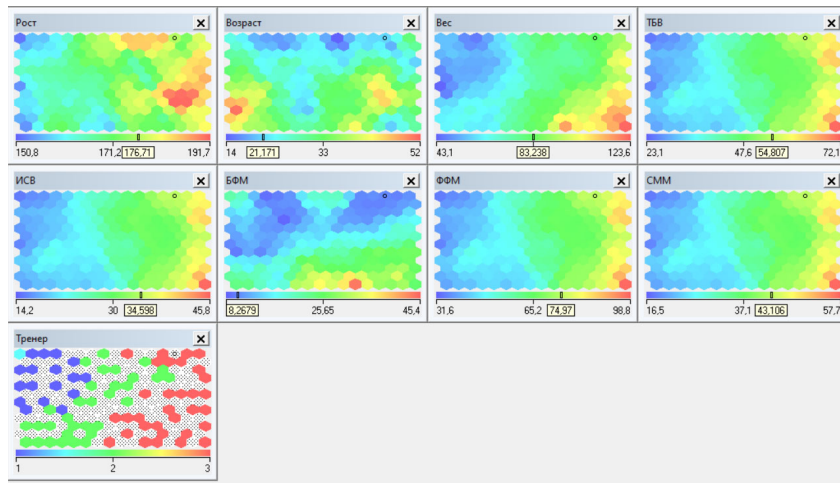 Рост
Возраст
Вес
ТБВ
150,8 171,2 176,71 191,7
14 21,171 33 52
43,1 83,238 123,6
23,1 47,6 54,807 72,1
ИСВ
БФМ
ФФМ
СММ
14,2 30 34,598 45,8
8,2679 25,65 45,4
31,6 65,2 74,97 98,8
16,5 37,1 43,106 57,7
Тренер
1 2 3